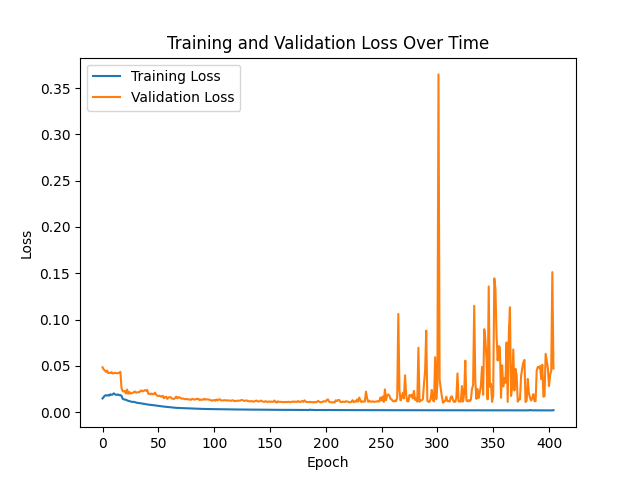 Training and Validation Loss Over Time
Training Loss
Validation Loss
0.35
0.30
0.25
0.20
0.15
0.10
0.05
0.00
Loss
0 50 100 150 200 250 300 350 400
Epoch